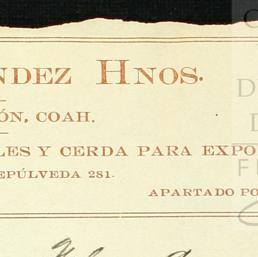 NDEZ HNOS.
ÓN, COAH.
LES Y CERDA PARA EXPO
EPÚLVEDA 281.
APARTADO PO